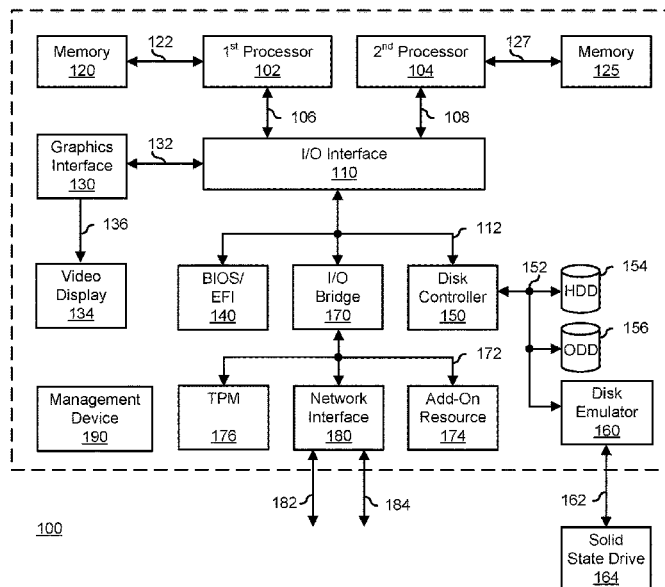 Memory
120
122
1st Processor
102
2nd Processor
104
127
Memory
125
106
108
Graphics
Interface
130
132
I/O Interface
110
136
112
Video
Display
134
BIOS/
EFI
140
I/O
Bridge
170
Disk
Controller
150
152
154
HDD
156
ODD
172
Management
Device
190
TPM
176
Network
Interface
180
Add-On
Resource
174
Disk
Emulator
160
182
184
162
100
Solid
State Drive
164